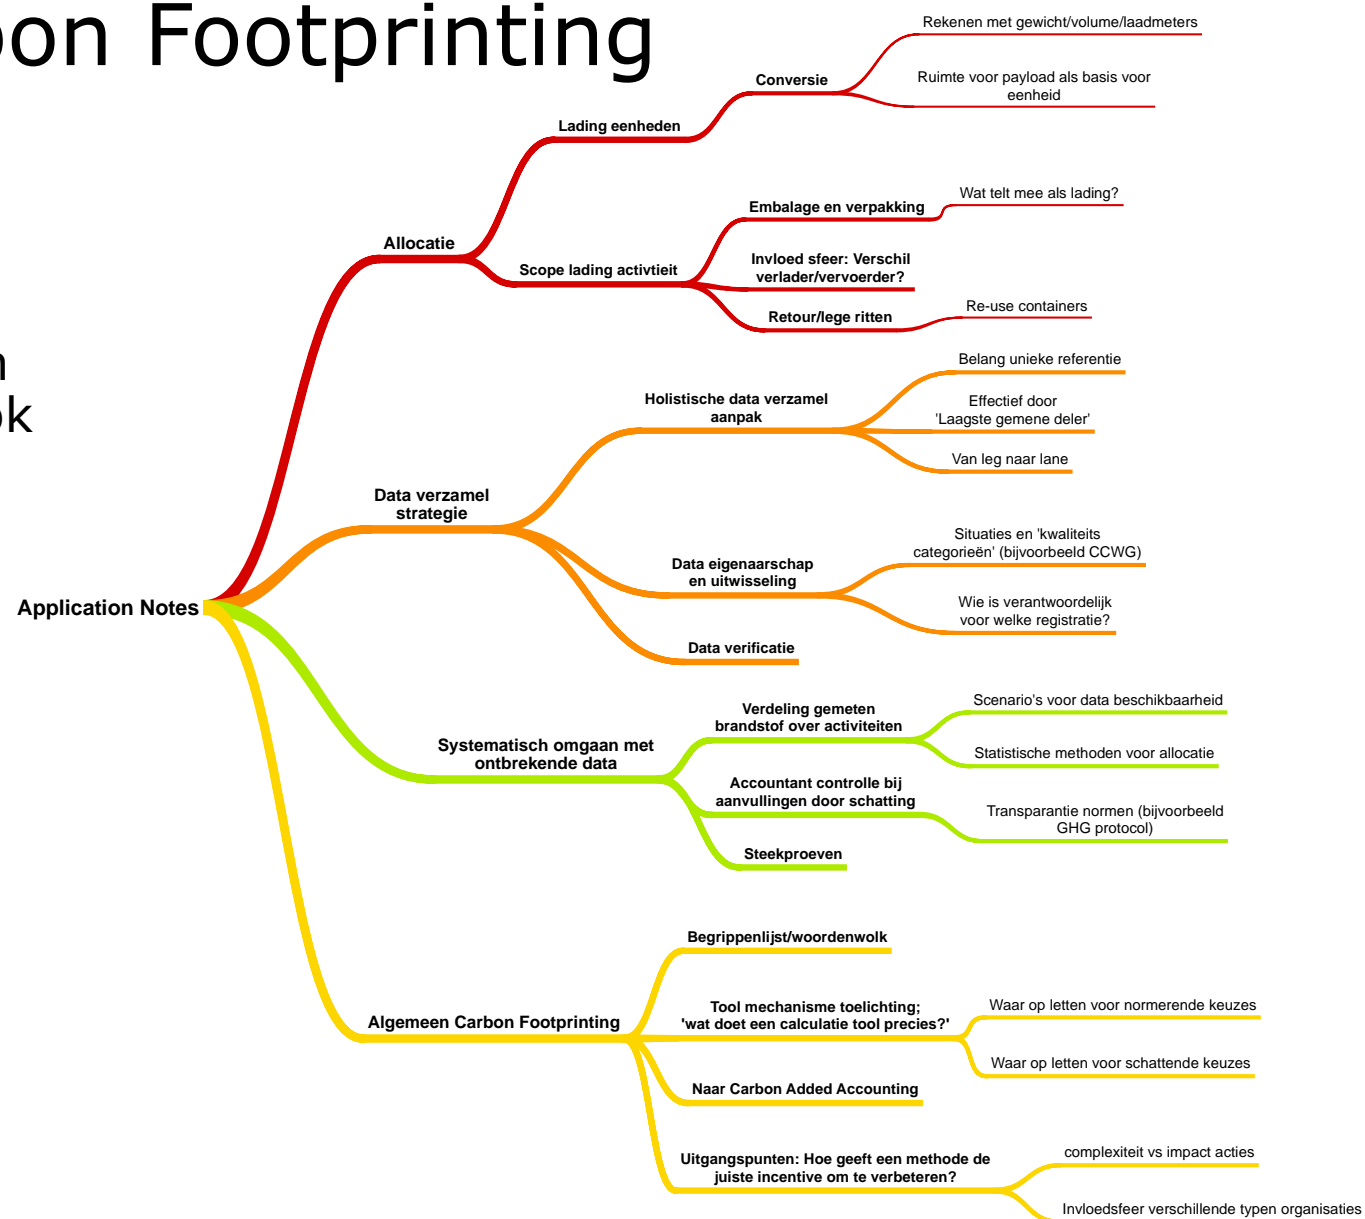 bon Footprinting
n
ok
Application Notes
Allocatie
Lading eenheden
Conversie
Rekenen met gewicht/volume/laadmeters
Ruimte voor payload als basis voor
eenheid
Scope lading activtieit
Embalage en verpakking
Wat telt mee als lading?
Invloed sfeer: Verschil
verlader/vervoerder?
Retour/lege ritten
Re-use containers
Data verzamel
strategie
Holistische data verzamel
aanpak
Belang unieke referentie
Effectief door
'Laagste gemene deler'
Van leg naar lane
Data eigenaarschap
en uitwisseling
Situaties en 'kwaliteits
categorieën' (bijvoorbeeld CCWG)
Wie is verantwoordelijk
voor welke registratie?
Data verificatie
Systematisch omgaan met
ontbrekende data
Verdeling gemeten
brandstof over activiteiten
Scenario's voor data beschikbaarheid
Statistische methoden voor allocatie
Accountant controlle bij
aanvullingen door schatting
Transparantie normen (bijvoorbeeld
GHG protocol)
Steekproeven
Algemeen Carbon Footprinting
Begrippenlijst/woordenwolk
Tool mechanisme toelichting;
'wat doet een calculatie tool precies?'
Waar op letten voor normerende keuzes
Waar op letten voor schattende keuzes
Naar Carbon Added Accounting
Uitgangspunten: Hoe geeft een methode de
juiste incentive om te verbeteren?
complexiteit vs impact acties
Invloedsfeer verschillende typen organisaties